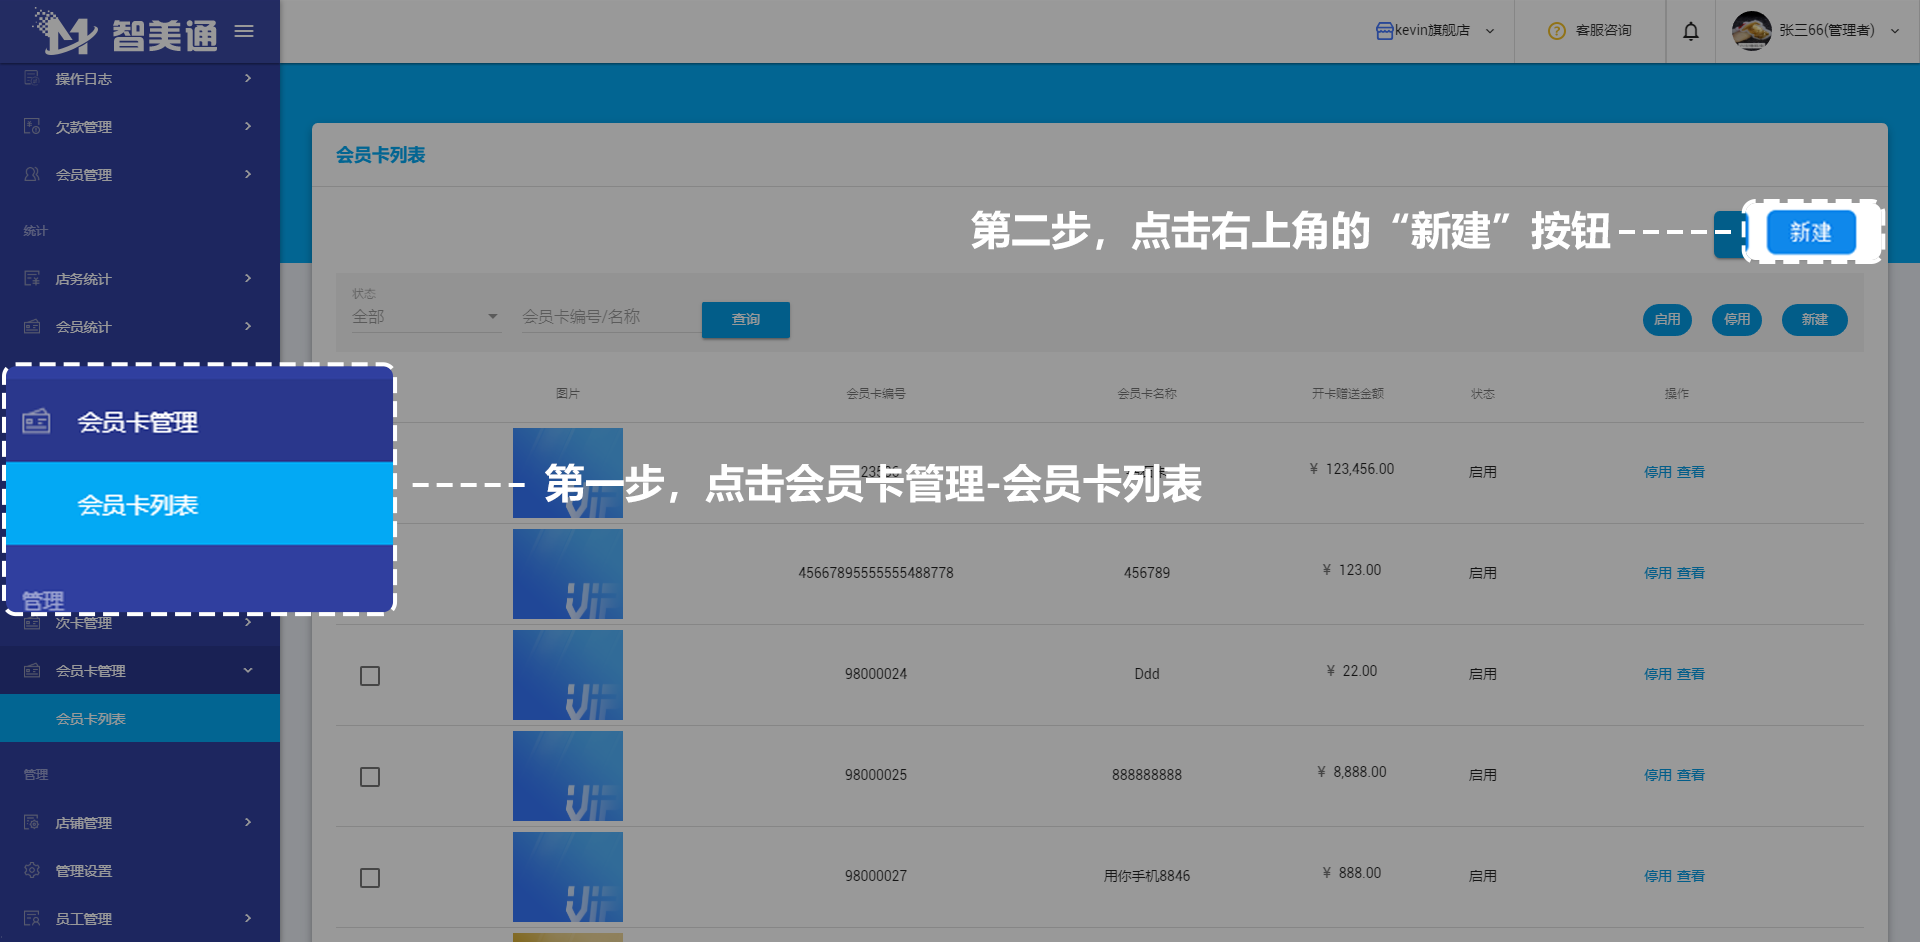 智美通
kevin旗舰店
客服咨询
张三66(管理者)
操作日志
欠款管理
会员管理
统计
店务统计
会员统计
会员卡管理
会员卡列表
管理
次卡管理
会员卡管理
会员卡列表
管理
店铺管理
管理设置
员工管理
会员卡列表
第二步，点击右上角的“新建”按钮
新建
状态
全部
会员卡编号/名称
查询
启用 停用 新建
图片 会员卡编号 会员卡名称 开卡赠送金额 状态 操作
第一步，点击会员卡管理-会员卡列表
¥ 123,456.00 启用 停用 查看
VIP
45667895555555488778 456789 ¥ 123.00 启用 停用 查看
VIP
98000024 Ddd ¥ 22.00 启用 停用 查看
VIP
98000025 888888888 ¥ 8,888.00 启用 停用 查看
VIP
98000027 用你手机8846 ¥ 888.00 启用 停用 查看
VIP